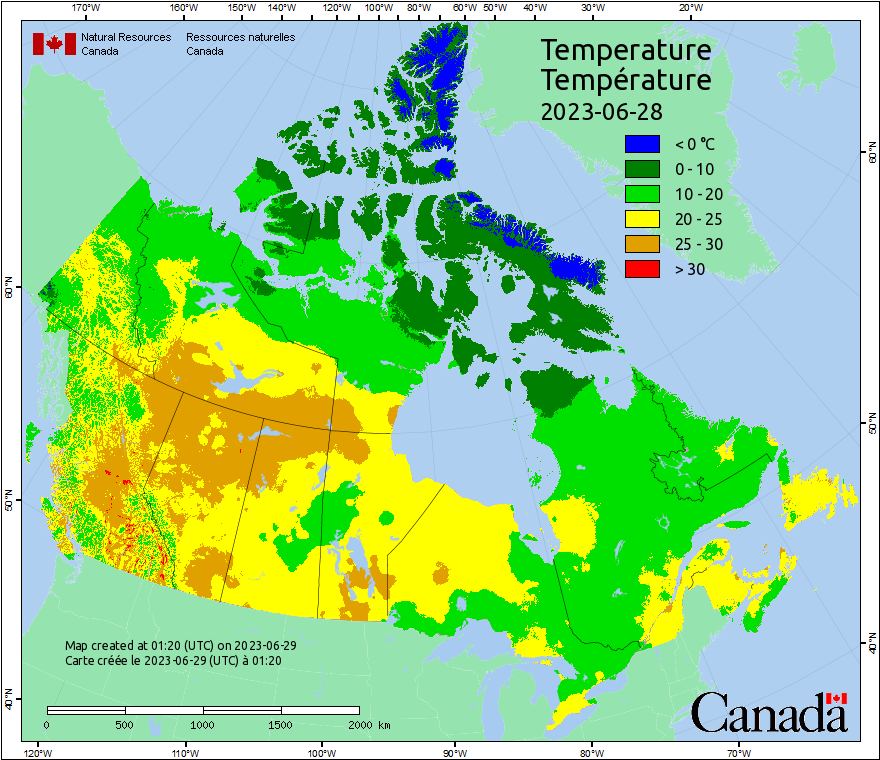 170°W 160°W 150°W 140°W 130°W 120°W 110°W 100°W 80°W 60°W 50°W 40°W 30°W 20°W
Natural Resources Ressources naturelles
Canada Canada
Temperature
Température
2023-06-28
< 0 °C
0 - 10
10 - 20
20 - 25
25 - 30
> 30
60°N 60°N
50°N 50°N
40°N 40°N
Map created at 01:20 (UTC) on 2023-06-29
Carte créée le 2023-06-29 (UTC) à 01:20
0 500 1000 1500 2000 km
Canada
120°W 110°W 100°W 90°W 80°W 70°W